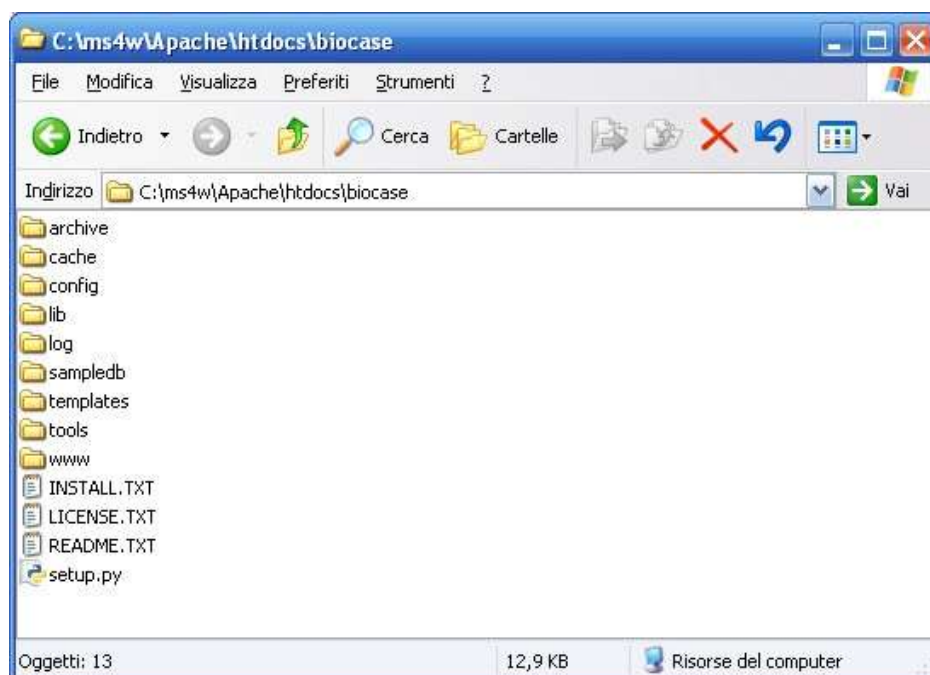 C:\ms4w\Apache\htdocs\biocase
File Modifica Visualizza Preferiti Strumenti ?
Indietro Cerca Cartelle
Indirizzo C:\ms4w\Apache\htdocs\biocase Vai
archive
cache
config
lib
log
sampledb
templates
tools
www
INSTALL.TXT
LICENSE.TXT
README.TXT
setup.py
Oggetti: 13 12,9 KB Risorse del computer